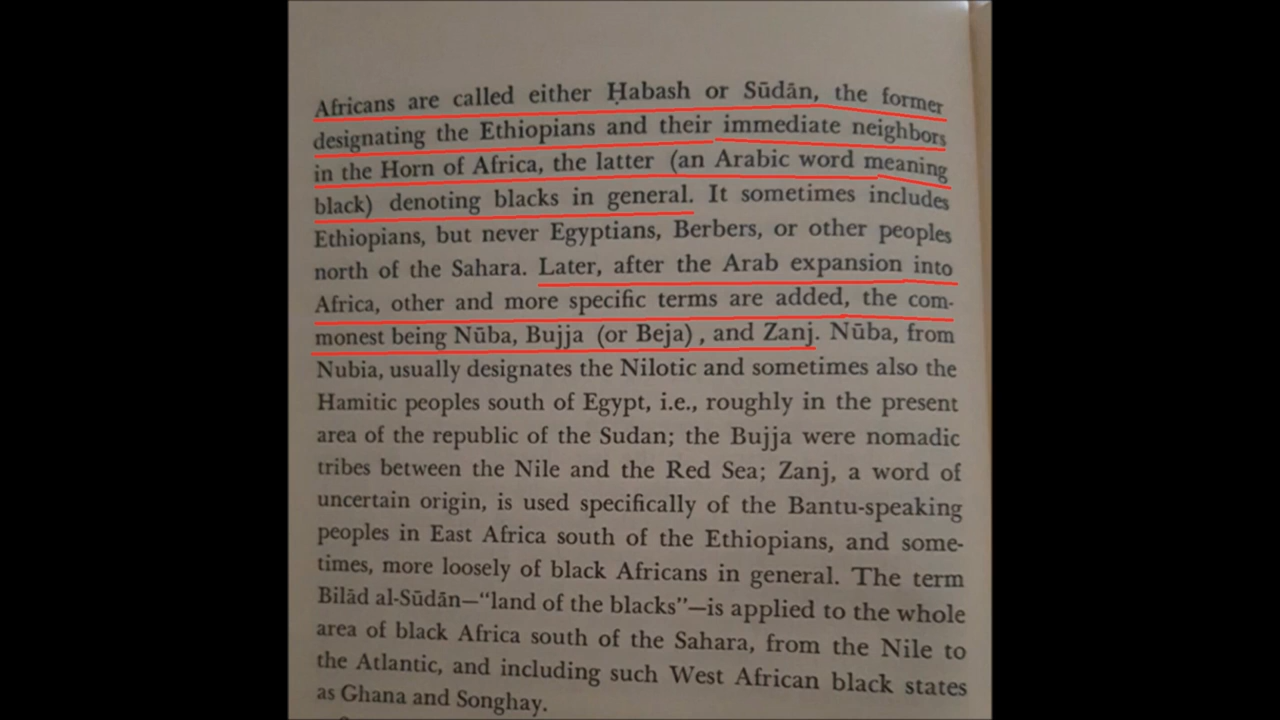 Africans are called either Ḥabash or Sūdān, the former
designating the Ethiopians and their immediate neighbors
in the Horn of Africa, the latter (an Arabic word meaning
black) denoting blacks in general. It sometimes includes
Ethiopians, but never Egyptians, Berbers, or other peoples
north of the Sahara. Later, after the Arab expansion into
Africa, other and more specific terms are added, the com-
monest being Nūba, Bujja (or Beja), and Zanj. Nūba, from
Nubia, usually designates the Nilotic and sometimes also the
Hamitic peoples south of Egypt, i.e., roughly in the present
area of the republic of the Sudan; the Bujja were nomadic
tribes between the Nile and the Red Sea; Zanj, a word of
uncertain origin, is used specifically of the Bantu-speaking
peoples in East Africa south of the Ethiopians, and some-
times, more loosely of black Africans in general. The term
Bilād al-Sūdān—"land of the blacks"—is applied to the whole
area of black Africa south of the Sahara, from the Nile to
the Atlantic, and including such West African black states
as Ghana and Songhay.